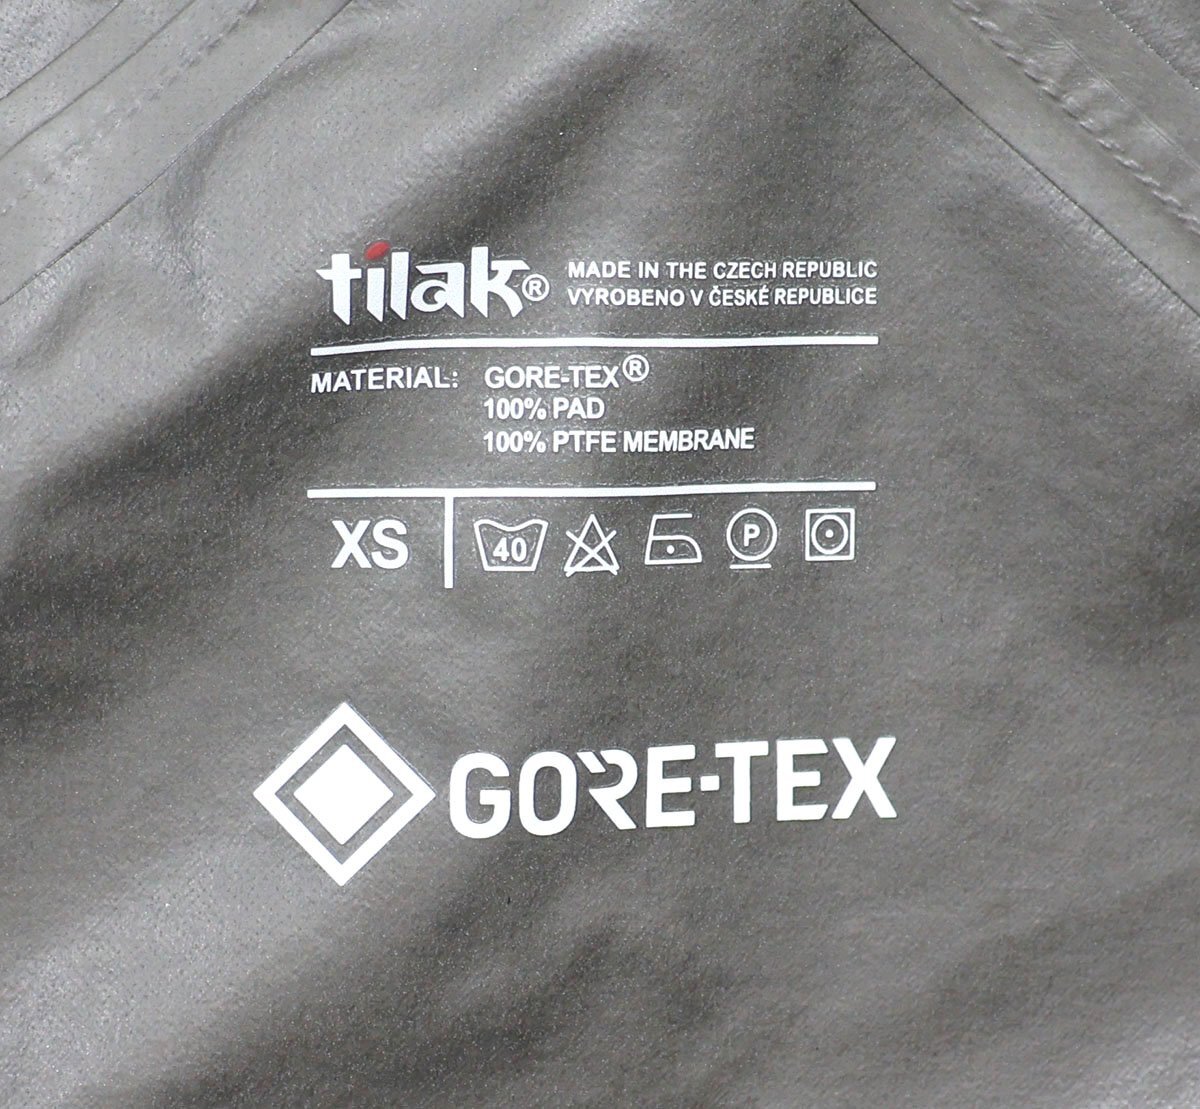 tilak® MADE IN THE CZECH REPUBLIC
VYROBENO V ČESKÉ REPUBLICE
MATERIAL: GORE-TEX®
100% PAD
100% PTFE MEMBRANE
XS 40 P
GORE-TEX